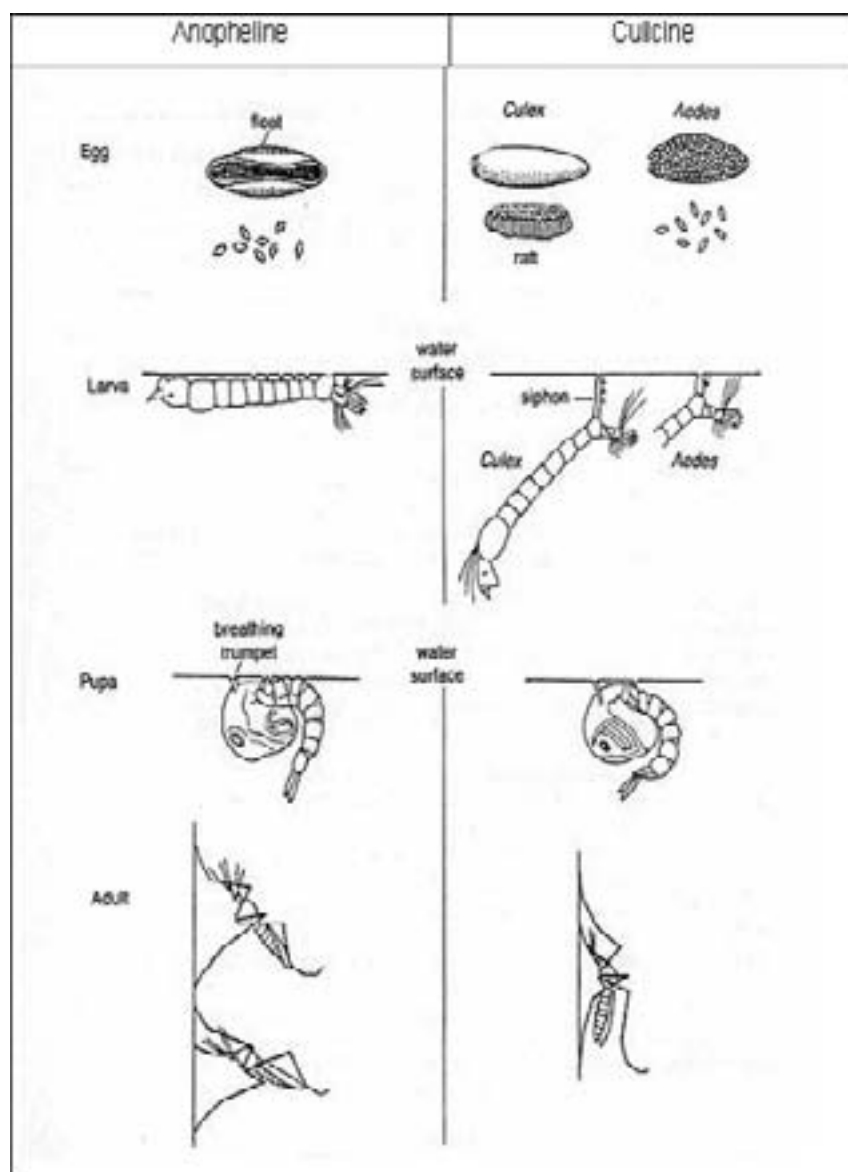 Anopheline
Culicine
Egg
float
Culex
Aedes
raft
water
surface
Larva
siphon
Culex
Aedes
breathing
trumpet
water
surface
Pupa
Adult